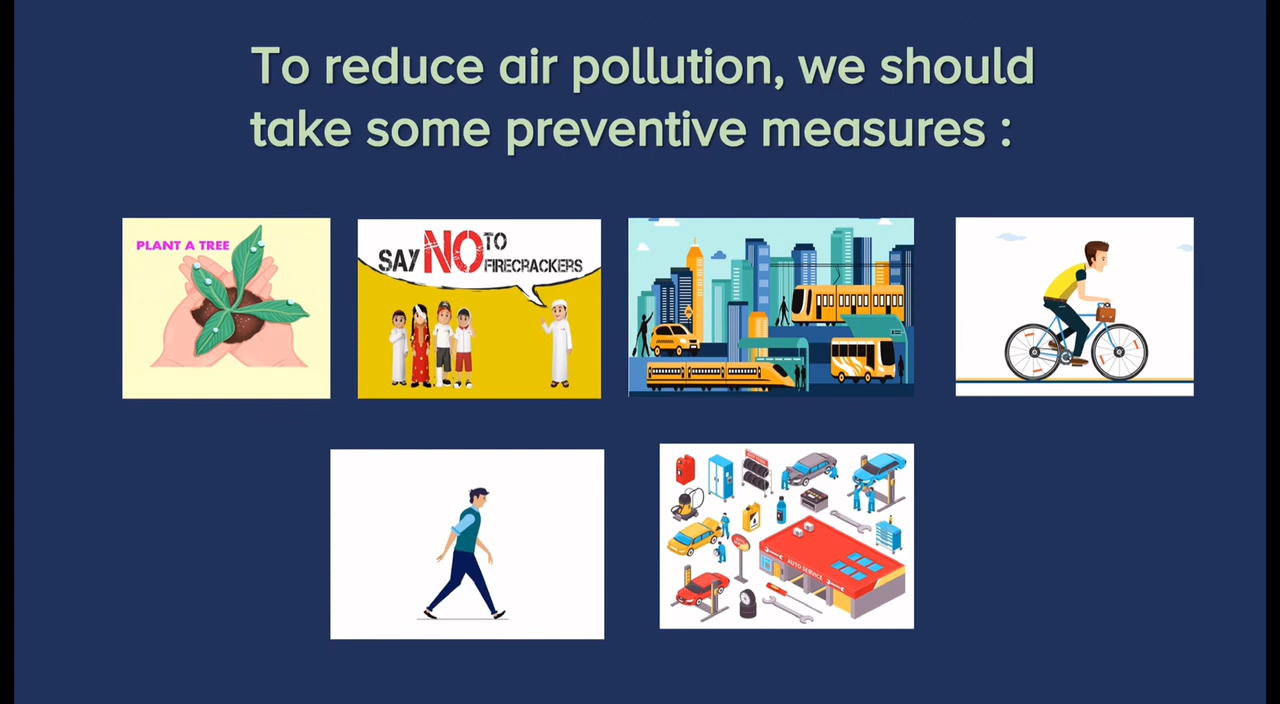 To reduce air pollution, we should
take some preventive measures :
PLANT A TREE
SAY NO TO
FIRECRACKERS
AUTO SERVICE